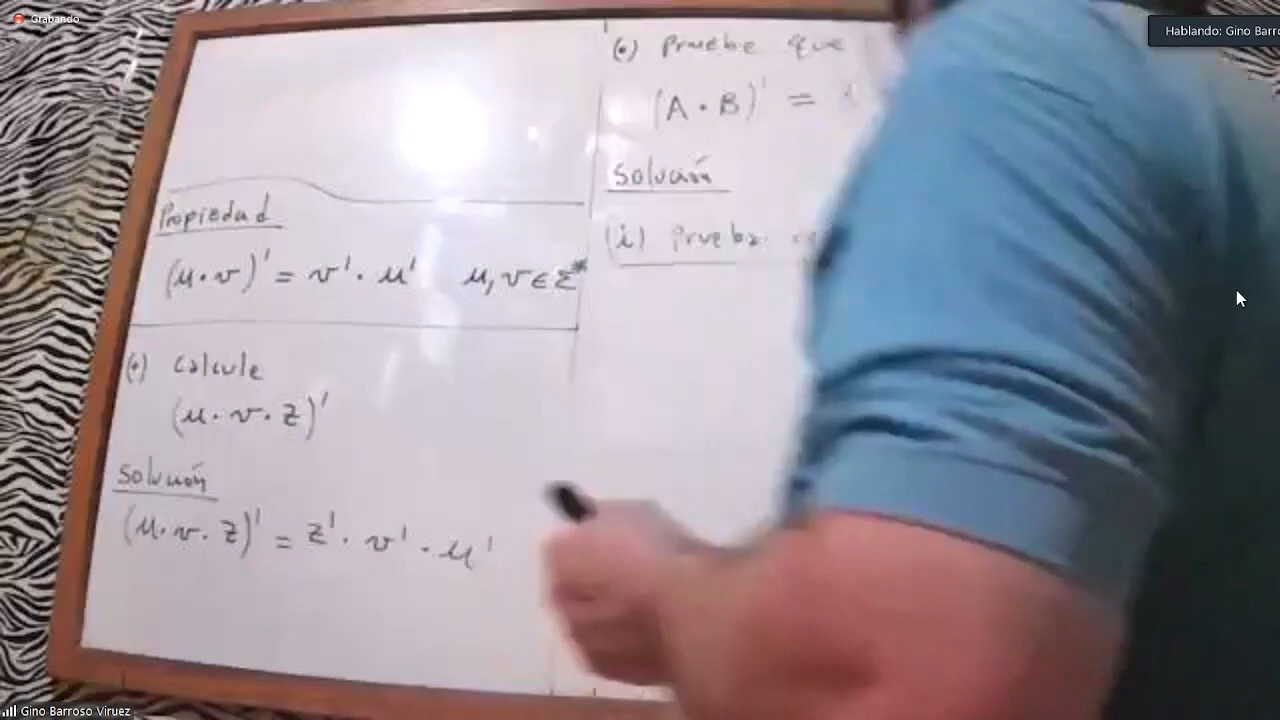 Grabando
Hablando: Gino Barro
Propiedad
(u·v)' = v'·u' u, v ∈ Σ*
(•) Calcule
(u·v·z)'
Solución
(u·v·z)' = z'·v'·u'
(•) Pruebe que
(A·B)' =
Solución
(i) Prueba:
Gino Barroso Viruez